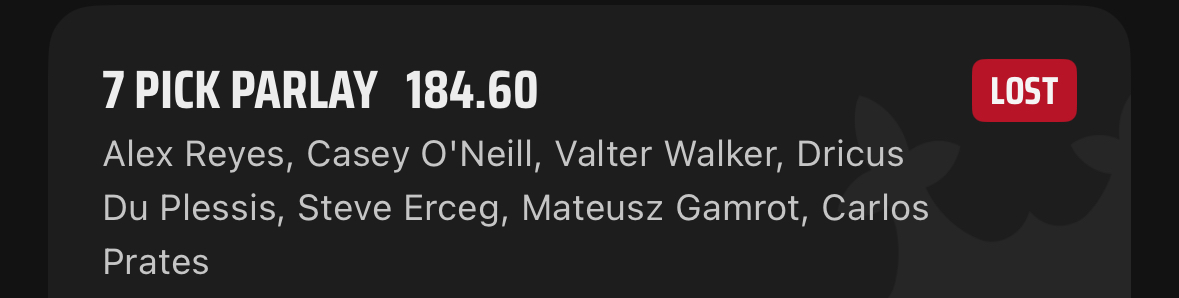 7 PICK PARLAY 184.60 LOST
Alex Reyes, Casey O'Neill, Valter Walker, Dricus
Du Plessis, Steve Erceg, Mateusz Gamrot, Carlos
Prates